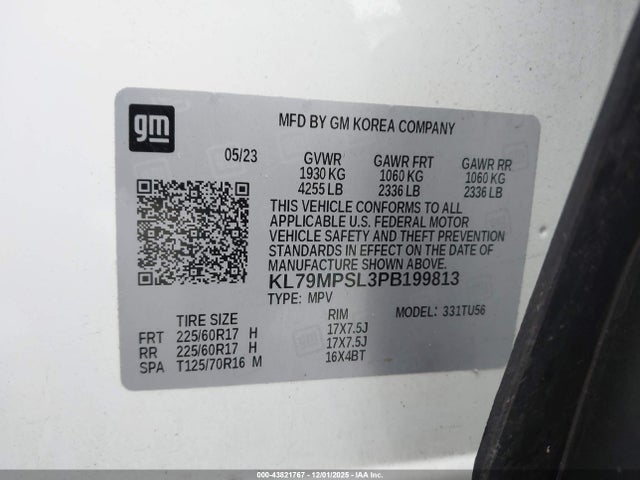 gm
MFD BY GM KOREA COMPANY
05/23 GVWR GAWR FRT GAWR RR
1930 KG 1060 KG 1060 KG
4255 LB 2336 LB 2336 LB
THIS VEHICLE CONFORMS TO ALL
APPLICABLE U.S. FEDERAL MOTOR
VEHICLE SAFETY AND THEFT PREVENTION
STANDARDS IN EFFECT ON THE DATE OF
MANUFACTURE SHOWN ABOVE.
KL79MPSL3PB199813
TYPE: MPV MODEL: 331TU56
TIRE SIZE RIM
FRT 225/60R17 H 17X7.5J
RR 225/60R17 H 17X7.5J
SPA T125/70R16 M 16X4BT
000-43821767 - 12/01/2025 - IAA, Inc.